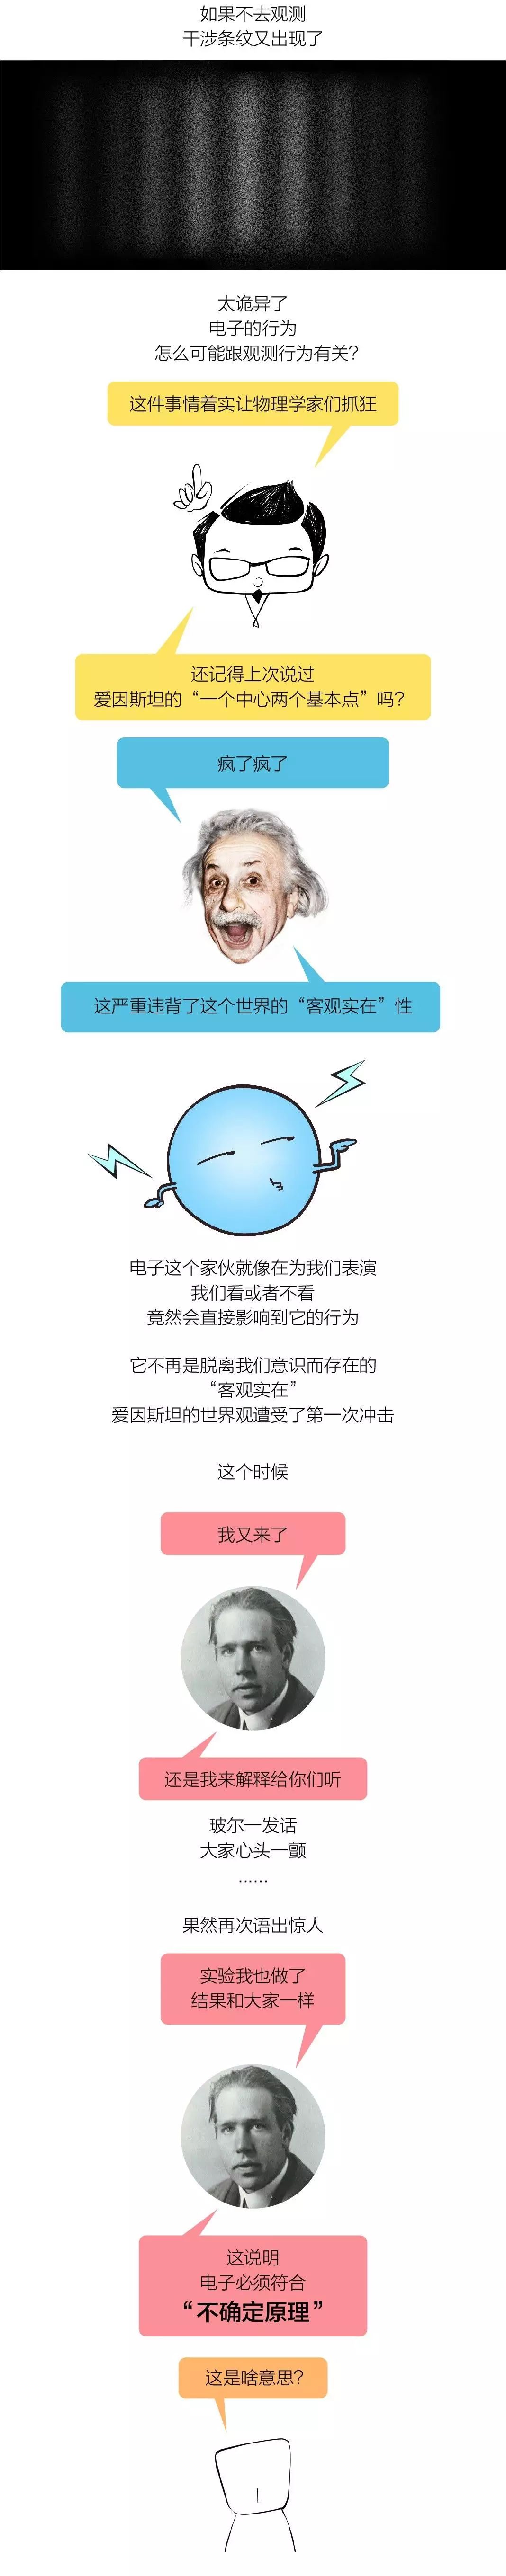 如果不去观测
干涉条纹又出现了
太诡异了
电子的行为
怎么可能跟观测行为有关?
这件事情着实让物理学家们抓狂
还记得上次说过
爱因斯坦的“一个中心两个基本点”吗?
疯了疯了
这严重违背了这个世界的“客观实在”性
电子这个家伙就像在为我们表演
我们看或者不看
竟然会直接影响到它的行为
它不再是脱离我们意识而存在的
“客观实在”
爱因斯坦的世界观遭受了第一次冲击
这个时候
我又来了
还是我来解释给你们听
玻尔一发话
大家心头一颤
……
果然再次语出惊人
实验我也做了
结果和大家一样
这说明
电子必须符合
“不确定原理”
这是啥意思?